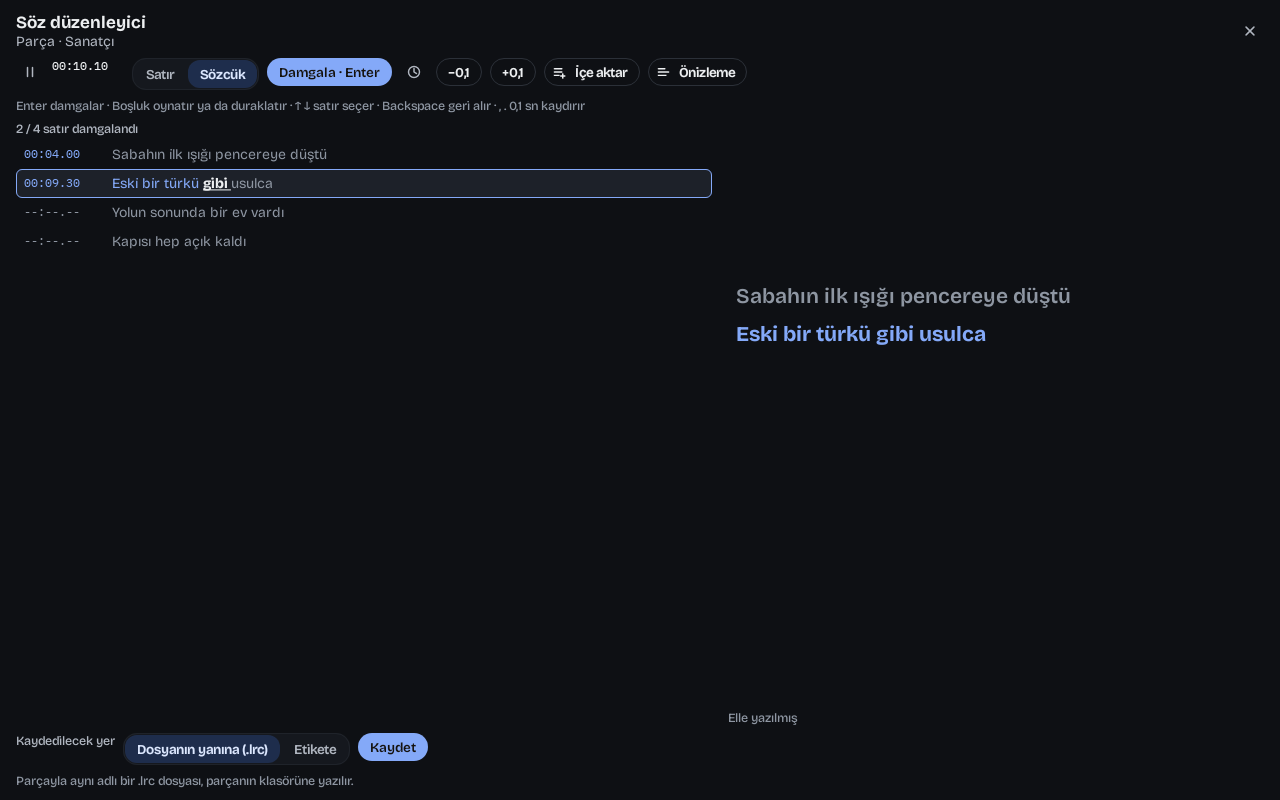 Söz düzenleyici
Parça · Sanatçı
00:10.10 Satır Sözcük Damgala · Enter −0,1 +0,1 İçe aktar Önizleme
Enter damgalar · Boşluk oynatır ya da duraklatır · ↑ ↓ satır seçer · Backspace geri alır · , . 0,1 sn kaydırır
2 / 4 satır damgalandı
00:04.00 Sabahın ilk ışığı pencereye düştü
00:09.30 Eski bir türkü gibi usulca
--:--.-- Yolun sonunda bir ev vardı
--:--.-- Kapısı hep açık kaldı
Sabahın ilk ışığı pencereye düştü
Eski bir türkü gibi usulca
Elle yazılmış
Kaydedilecek yer Dosyanın yanına (.lrc) Etikete Kaydet
Parçayla aynı adlı bir .lrc dosyası, parçanın klasörüne yazılır.